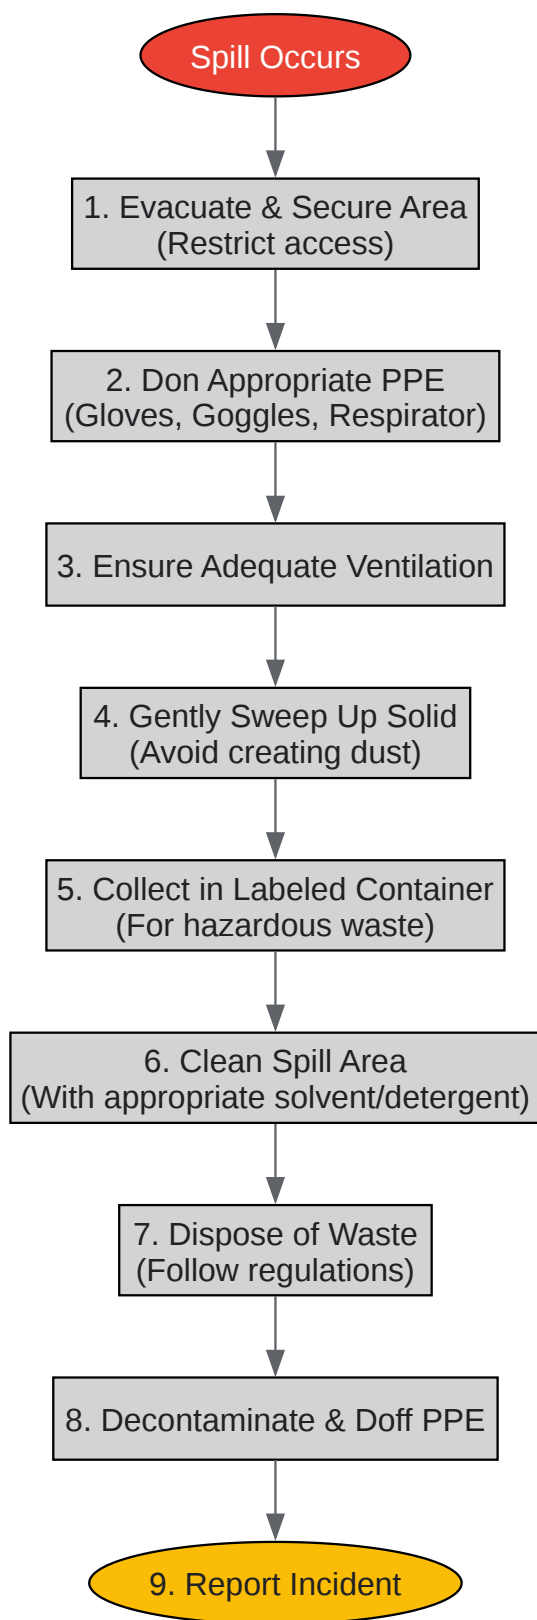 Spill Occurs
1. Evacuate & Secure Area
(Restrict access)
2. Don Appropriate PPE
(Gloves, Goggles, Respirator)
3. Ensure Adequate Ventilation
4. Gently Sweep Up Solid
(Avoid creating dust)
5. Collect in Labeled Container
(For hazardous waste)
6. Clean Spill Area
(With appropriate solvent/detergent)
7. Dispose of Waste
(Follow regulations)
8. Decontaminate & Doff PPE
9. Report Incident